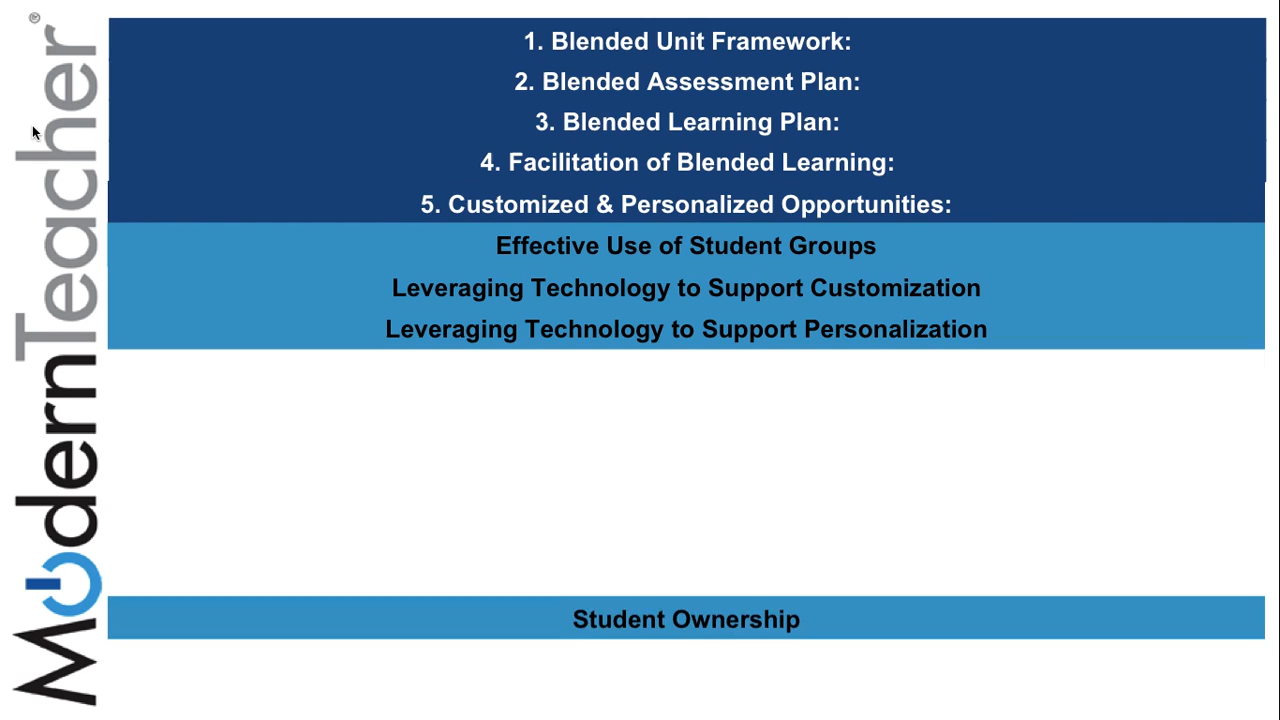 ModernTeacher®
1. Blended Unit Framework:
2. Blended Assessment Plan:
3. Blended Learning Plan:
4. Facilitation of Blended Learning:
5. Customized & Personalized Opportunities:
Effective Use of Student Groups
Leveraging Technology to Support Customization
Leveraging Technology to Support Personalization
Student Ownership